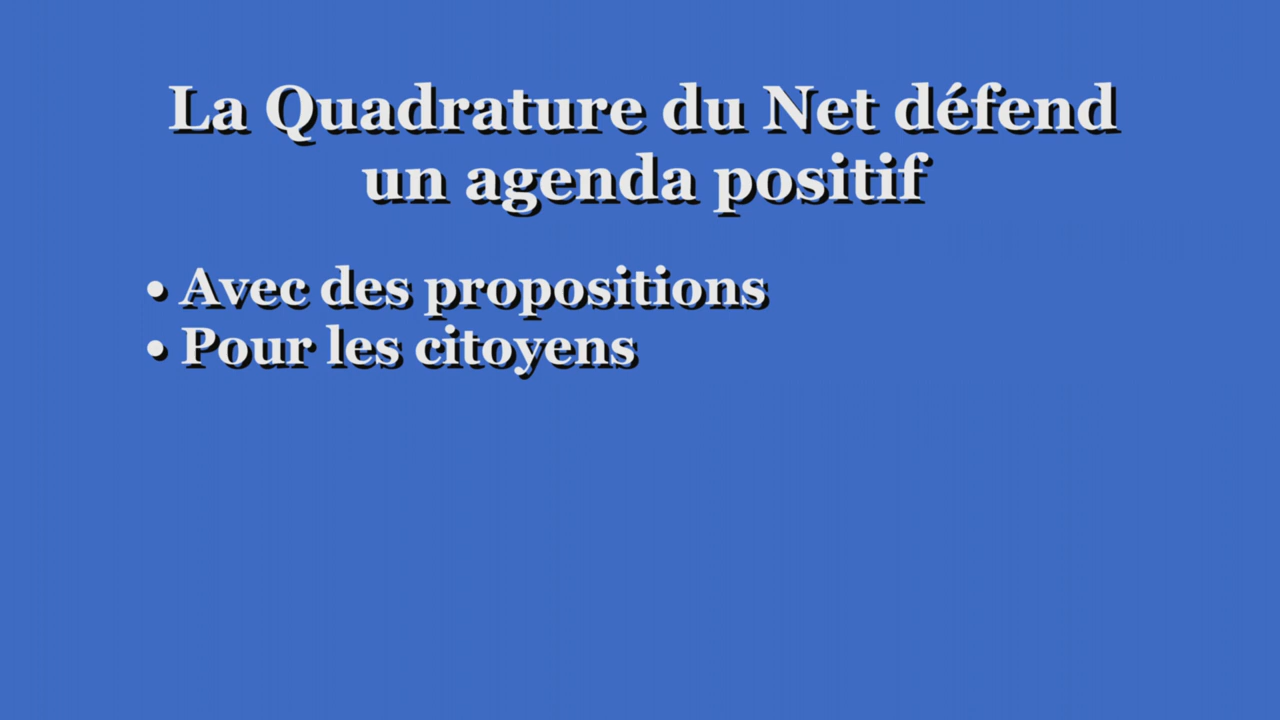 La Quadrature du Net défend
un agenda positif
• Avec des propositions
• Pour les citoyens